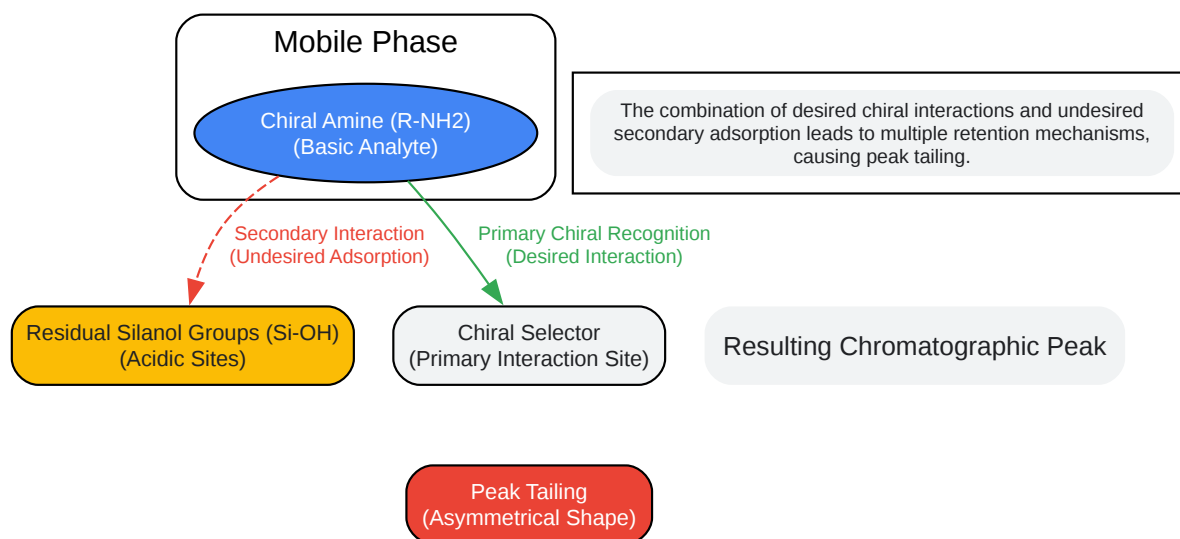 Mobile Phase
Chiral Amine (R-NH2)
(Basic Analyte)
The combination of desired chiral interactions and undesired
secondary adsorption leads to multiple retention mechanisms,
causing peak tailing.
Secondary Interaction
(Undesired Adsorption)
Primary Chiral Recognition
(Desired Interaction)
Residual Silanol Groups (Si-OH)
(Acidic Sites)
Chiral Selector
(Primary Interaction Site)
Resulting Chromatographic Peak
Peak Tailing
(Asymmetrical Shape)